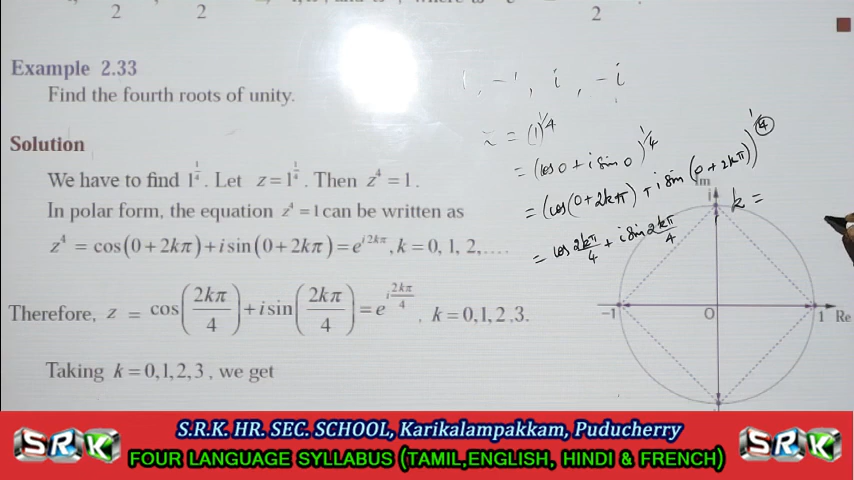 2 2 2
Example 2.33
Find the fourth roots of unity.
1, -1, i, -i
Solution
z = (1)^1/4
= (cos 0 + i sin 0)^1/4
= (cos(0+2kπ) + i sin(0+2kπ))^1/4
k =
= cos 2kπ/4 + i sin 2kπ/4
We have to find 1^1/4. Let z = 1^1/4. Then z^4 = 1.
In polar form, the equation z^4 = 1 can be written as
z^4 = cos(0+2kπ) + i sin(0+2kπ) = e^i2kπ, k = 0, 1, 2,....
Therefore, z = cos(2kπ/4) + i sin(2kπ/4) = e^i2kπ/4, k = 0,1,2,3.
Taking k = 0,1,2,3, we get
Im
i
-1 O 1 Re
S.R.K. HR. SEC. SCHOOL, Karikalampakkam, Puducherry
FOUR LANGUAGE SYLLABUS (TAMIL,ENGLISH, HINDI & FRENCH)
SRK SRK